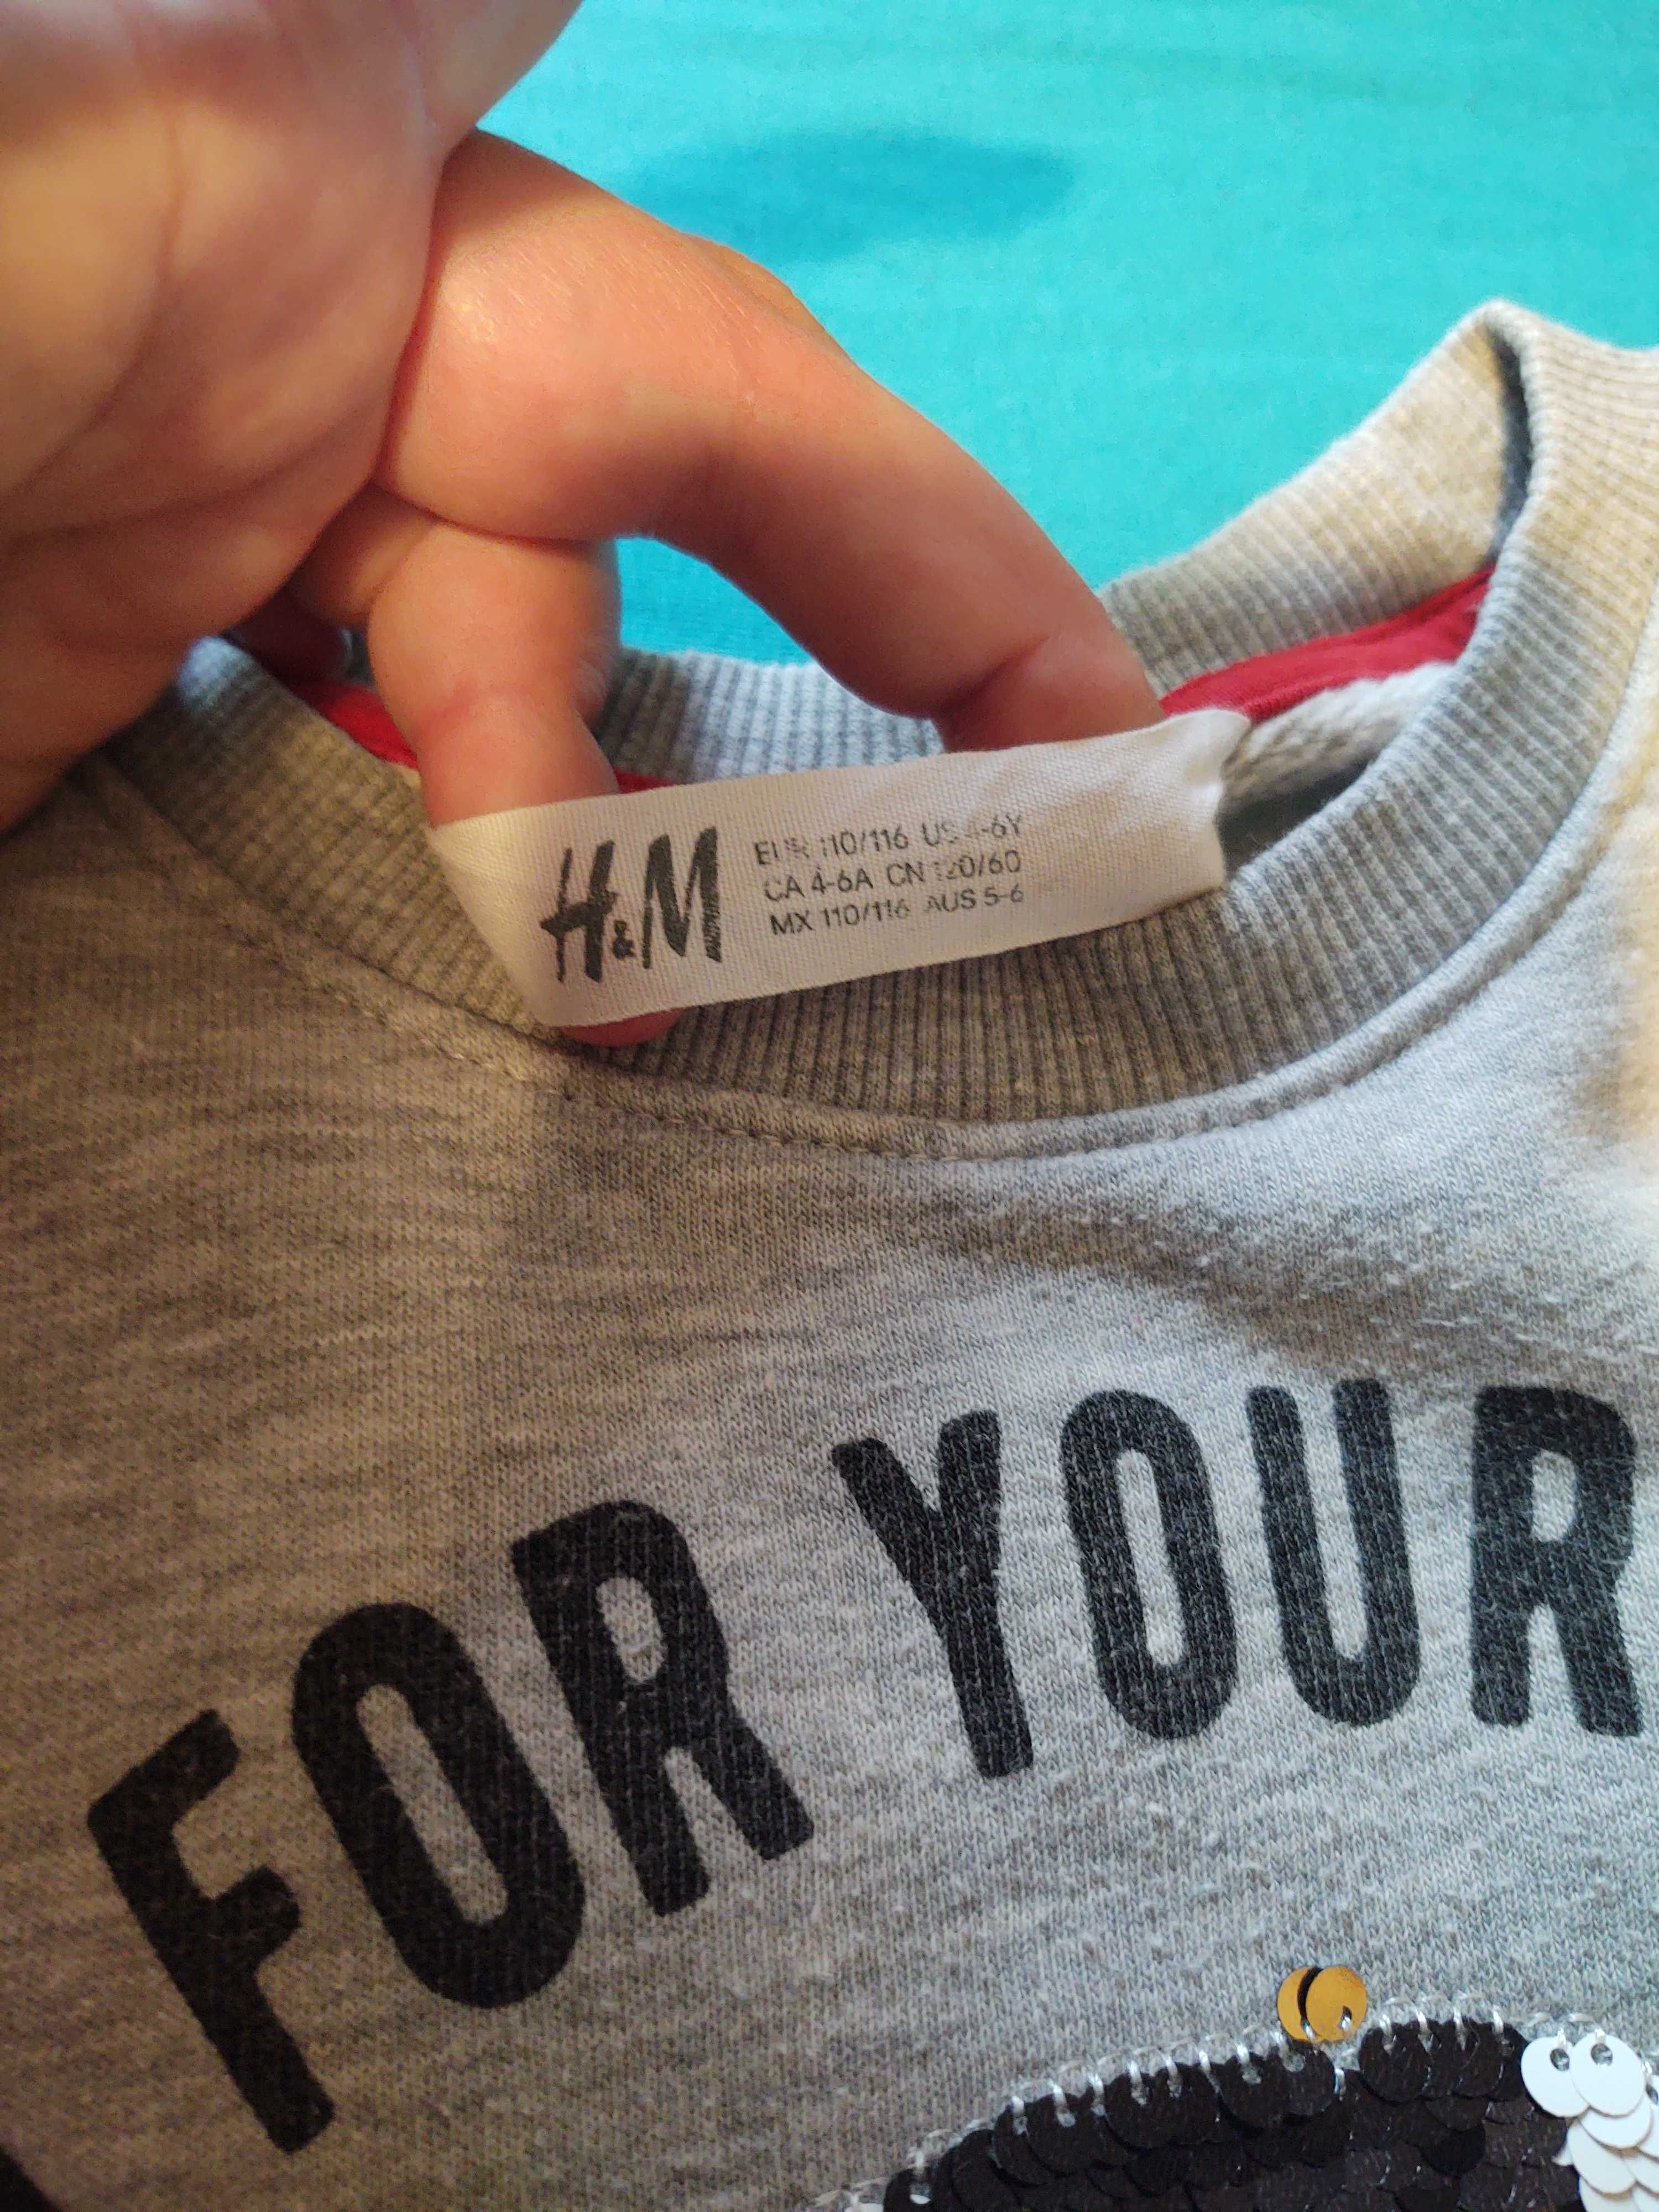 H&M
EUR 110/116 US 4-6Y
CA 4-6A CN 120/60
MX 110/116 AUS 5-6
FOR YOUR